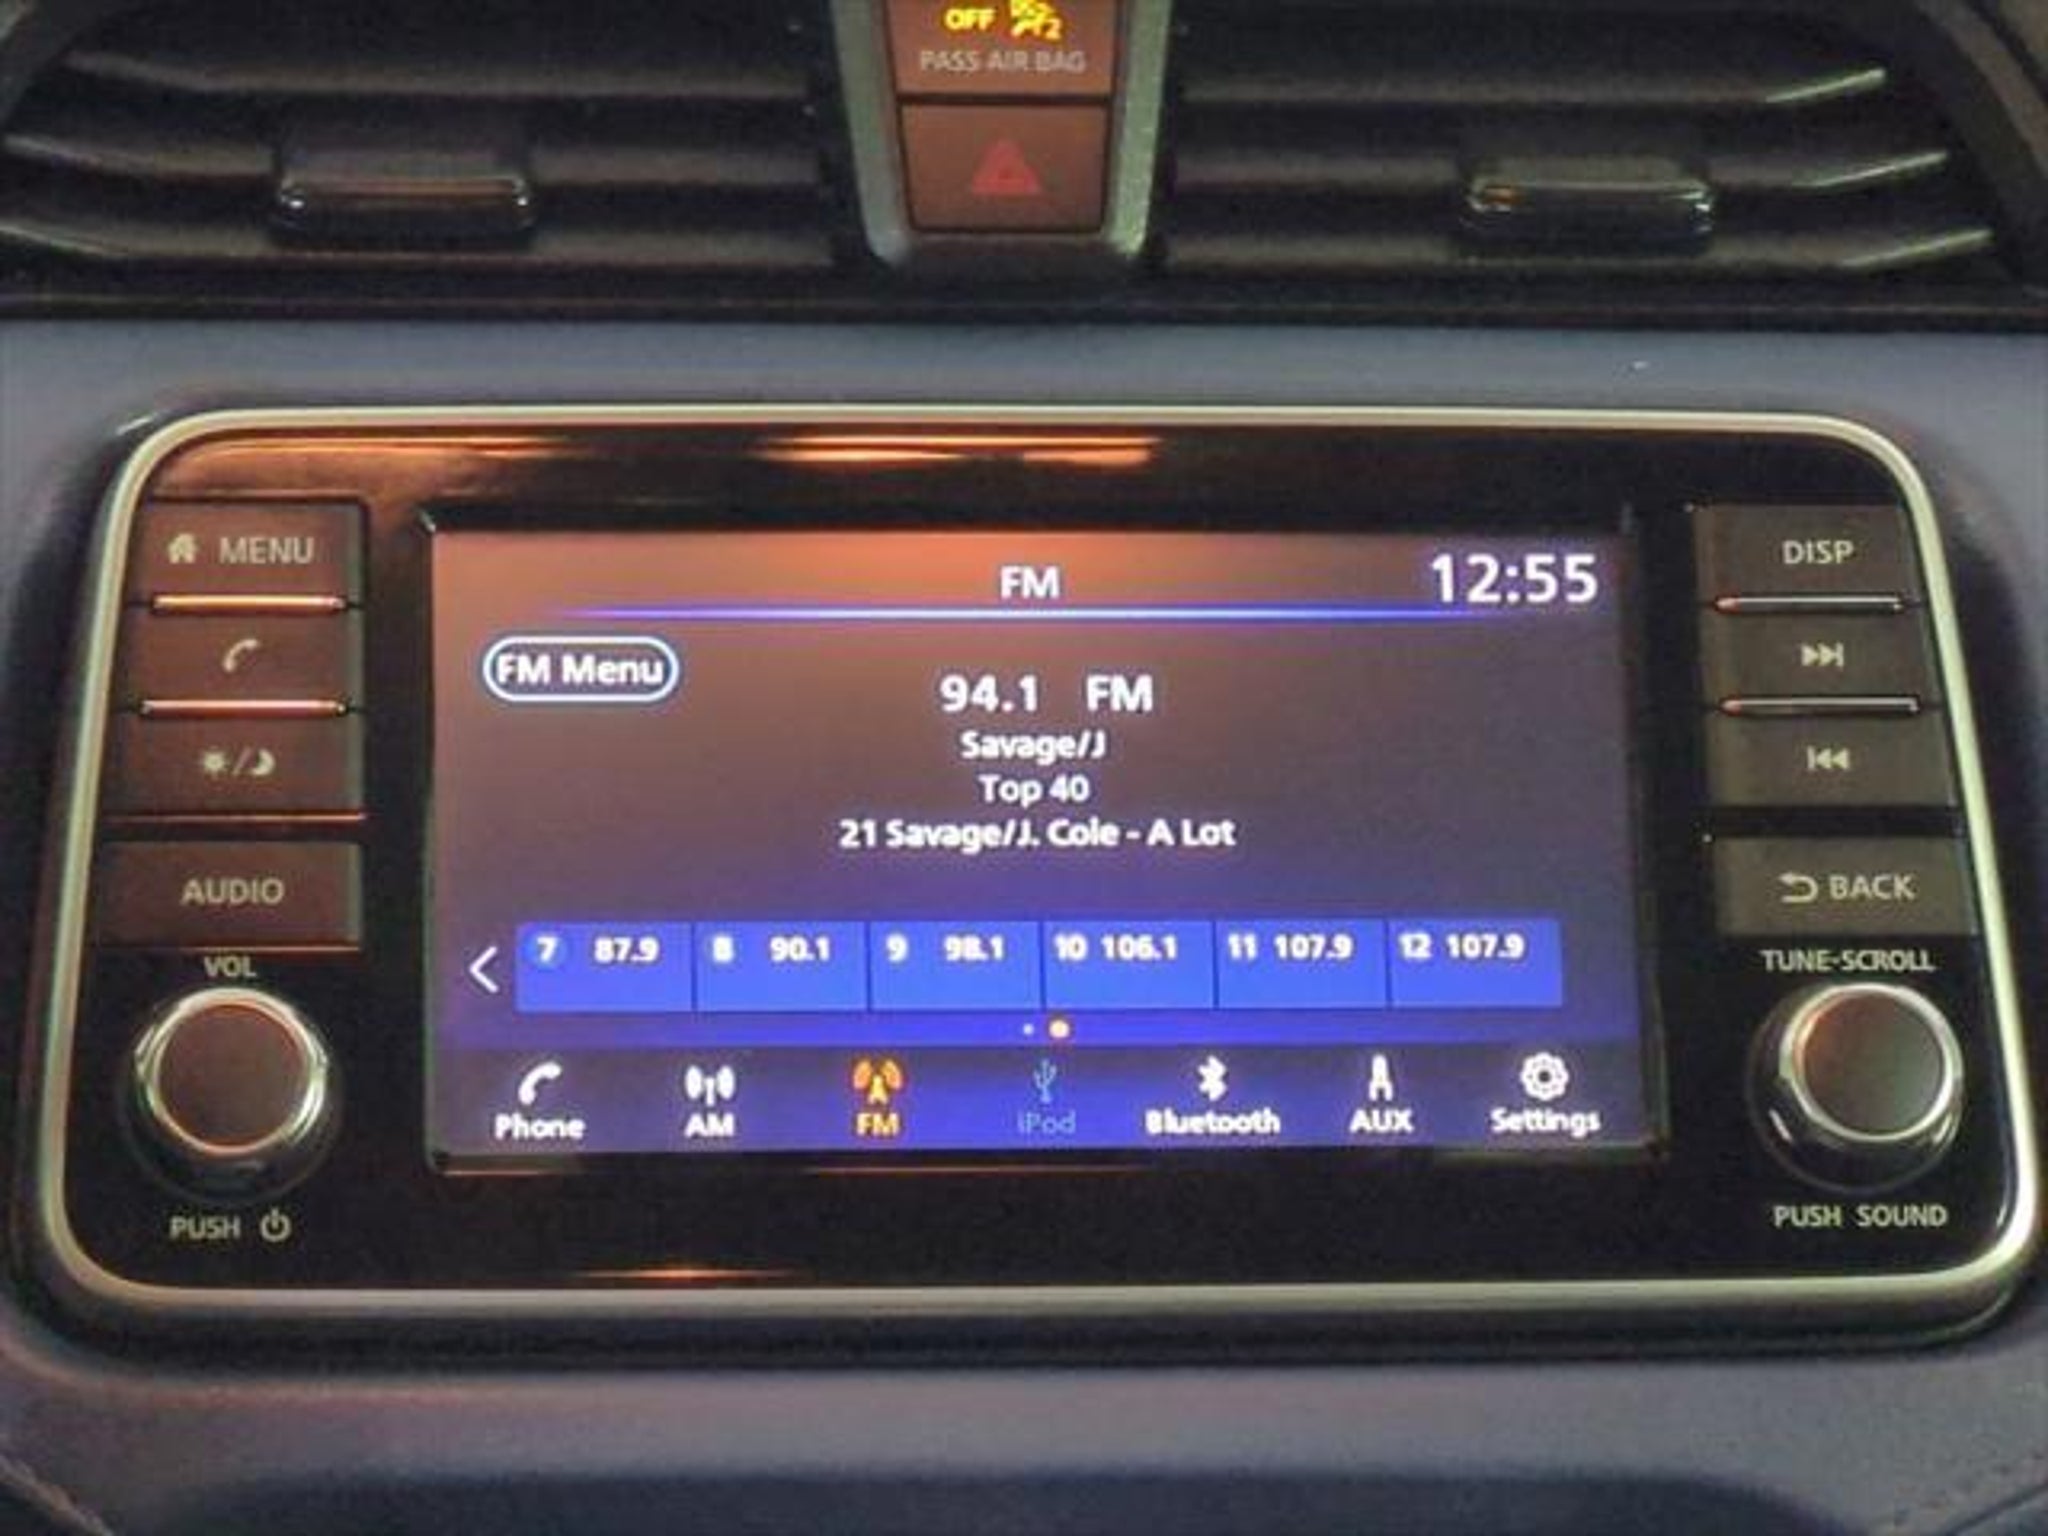 OFF
PASS AIR BAG
MENU
DISP
FM
12:55
FM Menu
94.1 FM
Savage/J
Top 40
21 Savage/J. Cole - A Lot
AUDIO
BACK
7 87.9 8 90.1 9 98.1 10 106.1 11 107.9 12 107.9
VOL
TUNE-SCROLL
Phone AM FM iPod Bluetooth AUX Settings
PUSH
PUSH SOUND